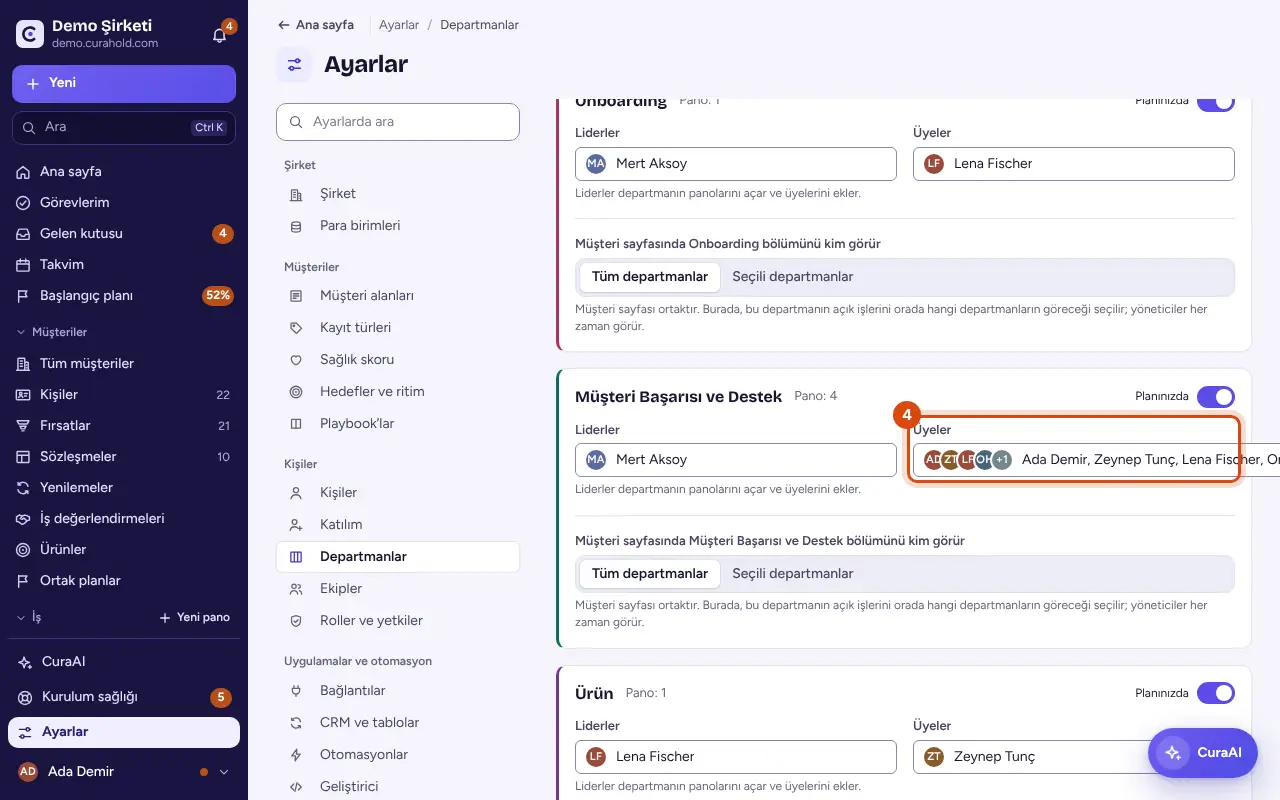 Demo Şirketi
demo.curahold.com
4
Yeni
Ara
Ctrl K
Ana sayfa
Görevlerim
Gelen kutusu
4
Takvim
Başlangıç planı
52%
Müşteriler
Tüm müşteriler
Kişiler
22
Fırsatlar
21
Sözleşmeler
10
Yenilemeler
İş değerlendirmeleri
Ürünler
Ortak planlar
İş
Yeni pano
CuraAI
Kurulum sağlığı
5
Ayarlar
AD
Ada Demir
Ana sayfa
Ayarlar / Departmanlar
Ayarlar
Ayarlarda ara
Şirket
Şirket
Para birimleri
Müşteriler
Müşteri alanları
Kayıt türleri
Sağlık skoru
Hedefler ve ritim
Playbook'lar
Kişiler
Kişiler
Katılım
Departmanlar
Ekipler
Roller ve yetkiler
Uygulamalar ve otomasyon
Bağlantılar
CRM ve tablolar
Otomasyonlar
Geliştirici
Onboarding Pano: 1
Planınızda
Liderler
Üyeler
MA Mert Aksoy
LF Lena Fischer
Liderler departmanın panolarını açar ve üyelerini ekler.
Müşteri sayfasında Onboarding bölümünü kim görür
Tüm departmanlar
Seçili departmanlar
Müşteri sayfası ortaktır. Burada, bu departmanın açık işlerini orada hangi departmanların göreceği seçilir; yöneticiler her
zaman görür.
Müşteri Başarısı ve Destek Pano: 4
Planınızda
4
Liderler
Üyeler
MA Mert Aksoy
AD ZT LF OH +1 Ada Demir, Zeynep Tunç, Lena Fischer, Or
Liderler departmanın panolarını açar ve üyelerini ekler.
Müşteri sayfasında Müşteri Başarısı ve Destek bölümünü kim görür
Tüm departmanlar
Seçili departmanlar
Müşteri sayfası ortaktır. Burada, bu departmanın açık işlerini orada hangi departmanların göreceği seçilir; yöneticiler her
zaman görür.
Ürün Pano: 1
Planınızda
Liderler
Üyeler
LF Lena Fischer
ZT Zeynep Tunç
Liderler departmanın panolarını açar ve üyelerini ekler.
CuraAI